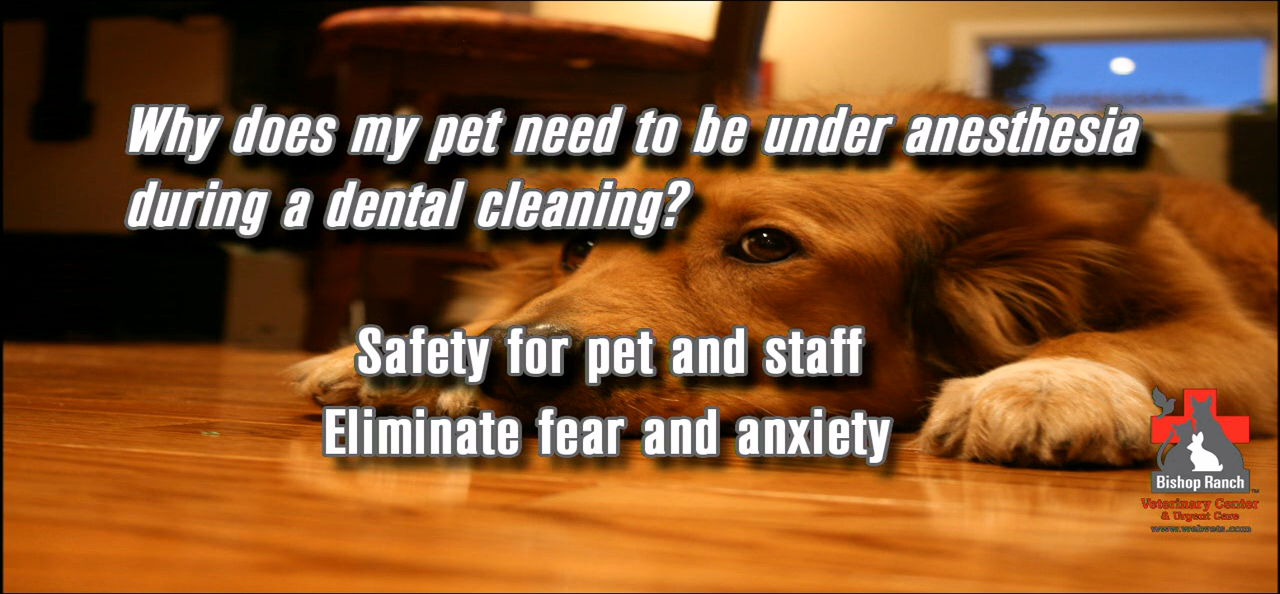 Why does my pet need to be under anesthesia
during a dental cleaning?
Safety for pet and staff
Eliminate fear and anxiety
Bishop Ranch™
Veterinary Center
& Urgent Care
www.webvets.com